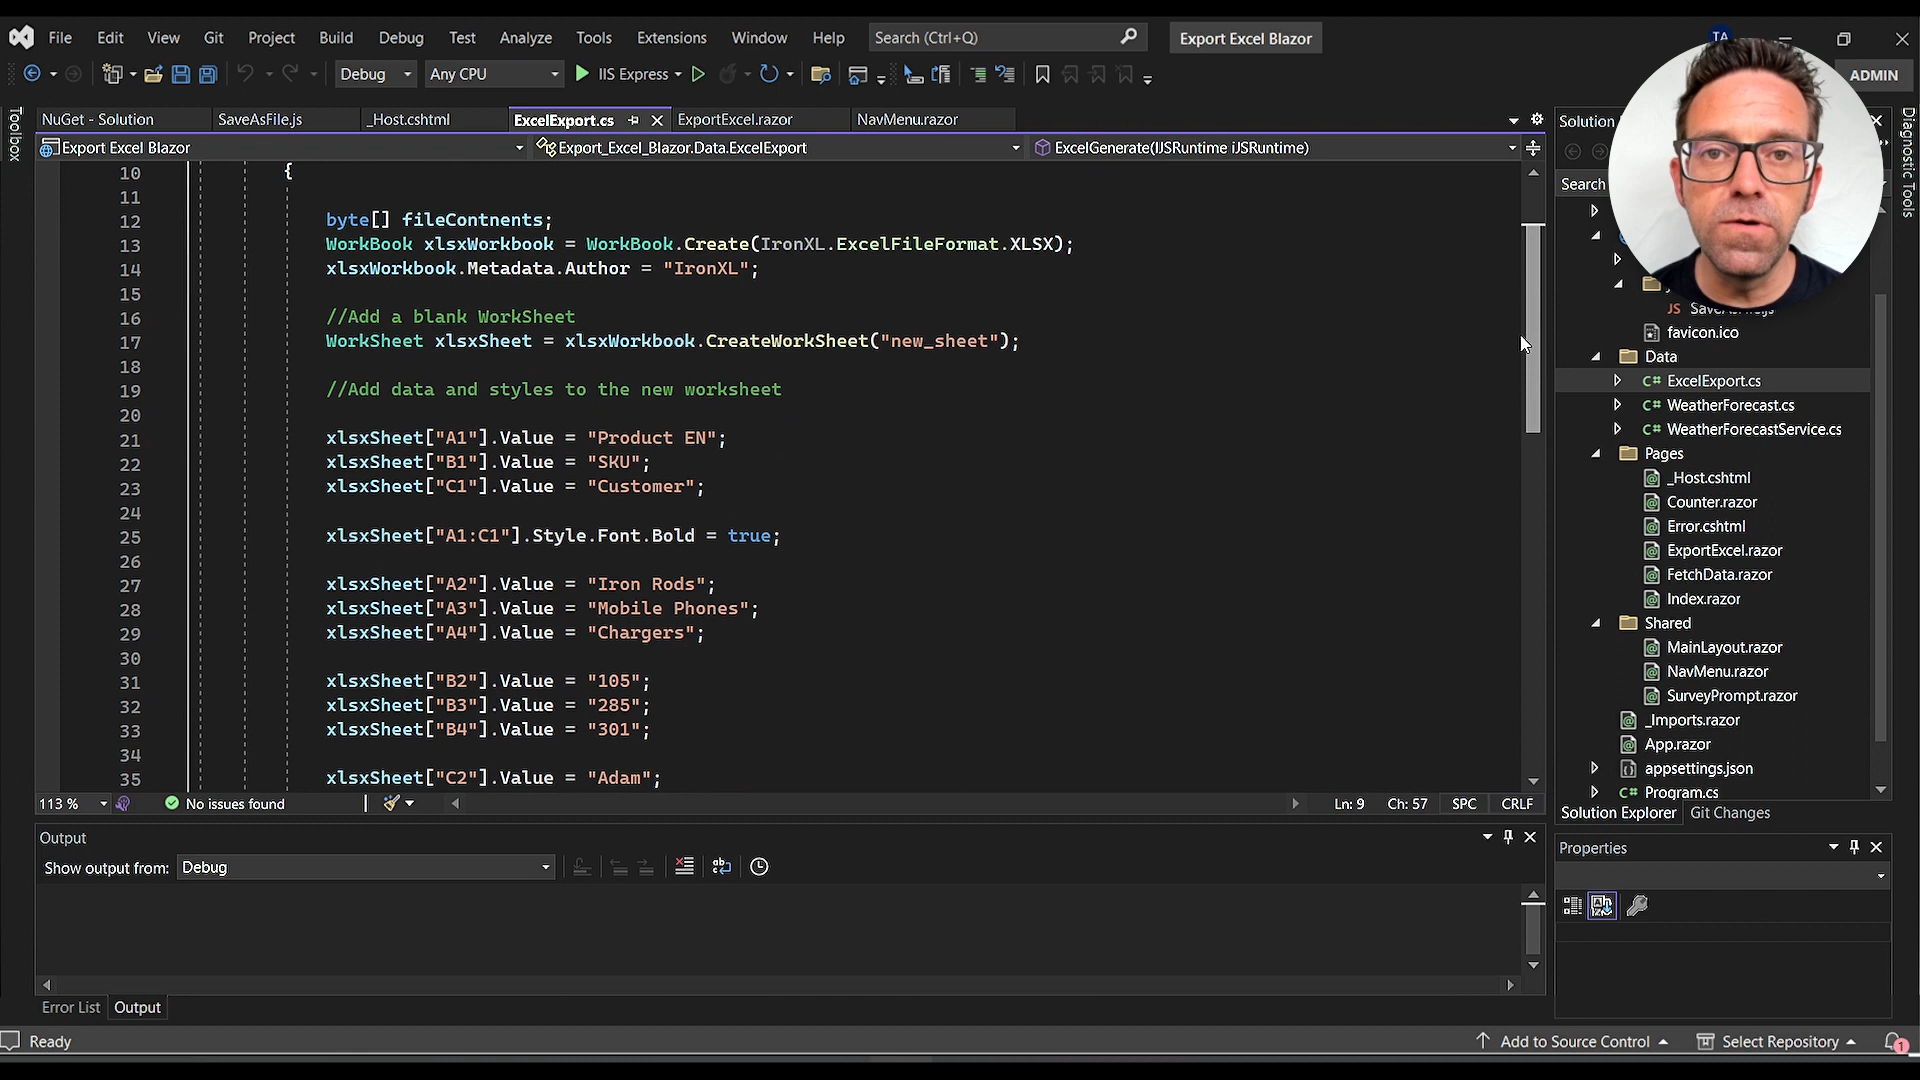 File Edit View Git Project Build Debug Test Analyze Tools Extensions Window Help Search (Ctrl+Q) Export Excel Blazor TA
Debug Any CPU IIS Express ADMIN
Toolbox
NuGet - Solution SaveAsFile.js _Host.cshtml ExcelExport.cs ExportExcel.razor NavMenu.razor
Export Excel Blazor Export_Excel_Blazor.Data.ExcelExport ExcelGenerate(IJSRuntime iJSRuntime)
10 {
11
12 byte[] fileContnents;
13 WorkBook xlsxWorkbook = WorkBook.Create(IronXL.ExcelFileFormat.XLSX);
14 xlsxWorkbook.Metadata.Author = "IronXL";
15
16 //Add a blank WorkSheet
17 WorkSheet xlsxSheet = xlsxWorkbook.CreateWorkSheet("new_sheet");
18
19 //Add data and styles to the new worksheet
20
21 xlsxSheet["A1"].Value = "Product EN";
22 xlsxSheet["B1"].Value = "SKU";
23 xlsxSheet["C1"].Value = "Customer";
24
25 xlsxSheet["A1:C1"].Style.Font.Bold = true;
26
27 xlsxSheet["A2"].Value = "Iron Rods";
28 xlsxSheet["A3"].Value = "Mobile Phones";
29 xlsxSheet["A4"].Value = "Chargers";
30
31 xlsxSheet["B2"].Value = "105";
32 xlsxSheet["B3"].Value = "285";
33 xlsxSheet["B4"].Value = "301";
34
35 xlsxSheet["C2"].Value = "Adam";
113 % No issues found Ln: 9 Ch: 57 SPC CRLF
Output
Show output from: Debug
Error List Output
Solution
Search
JS
favicon.ico
Data
C# ExcelExport.cs
C# WeatherForecast.cs
C# WeatherForecastService.cs
Pages
_Host.cshtml
Counter.razor
Error.cshtml
ExportExcel.razor
FetchData.razor
Index.razor
Shared
MainLayout.razor
NavMenu.razor
SurveyPrompt.razor
_Imports.razor
App.razor
appsettings.json
C# Program.cs
Solution Explorer Git Changes
Properties
Diagnostic Tools
Ready Add to Source Control Select Repository 1